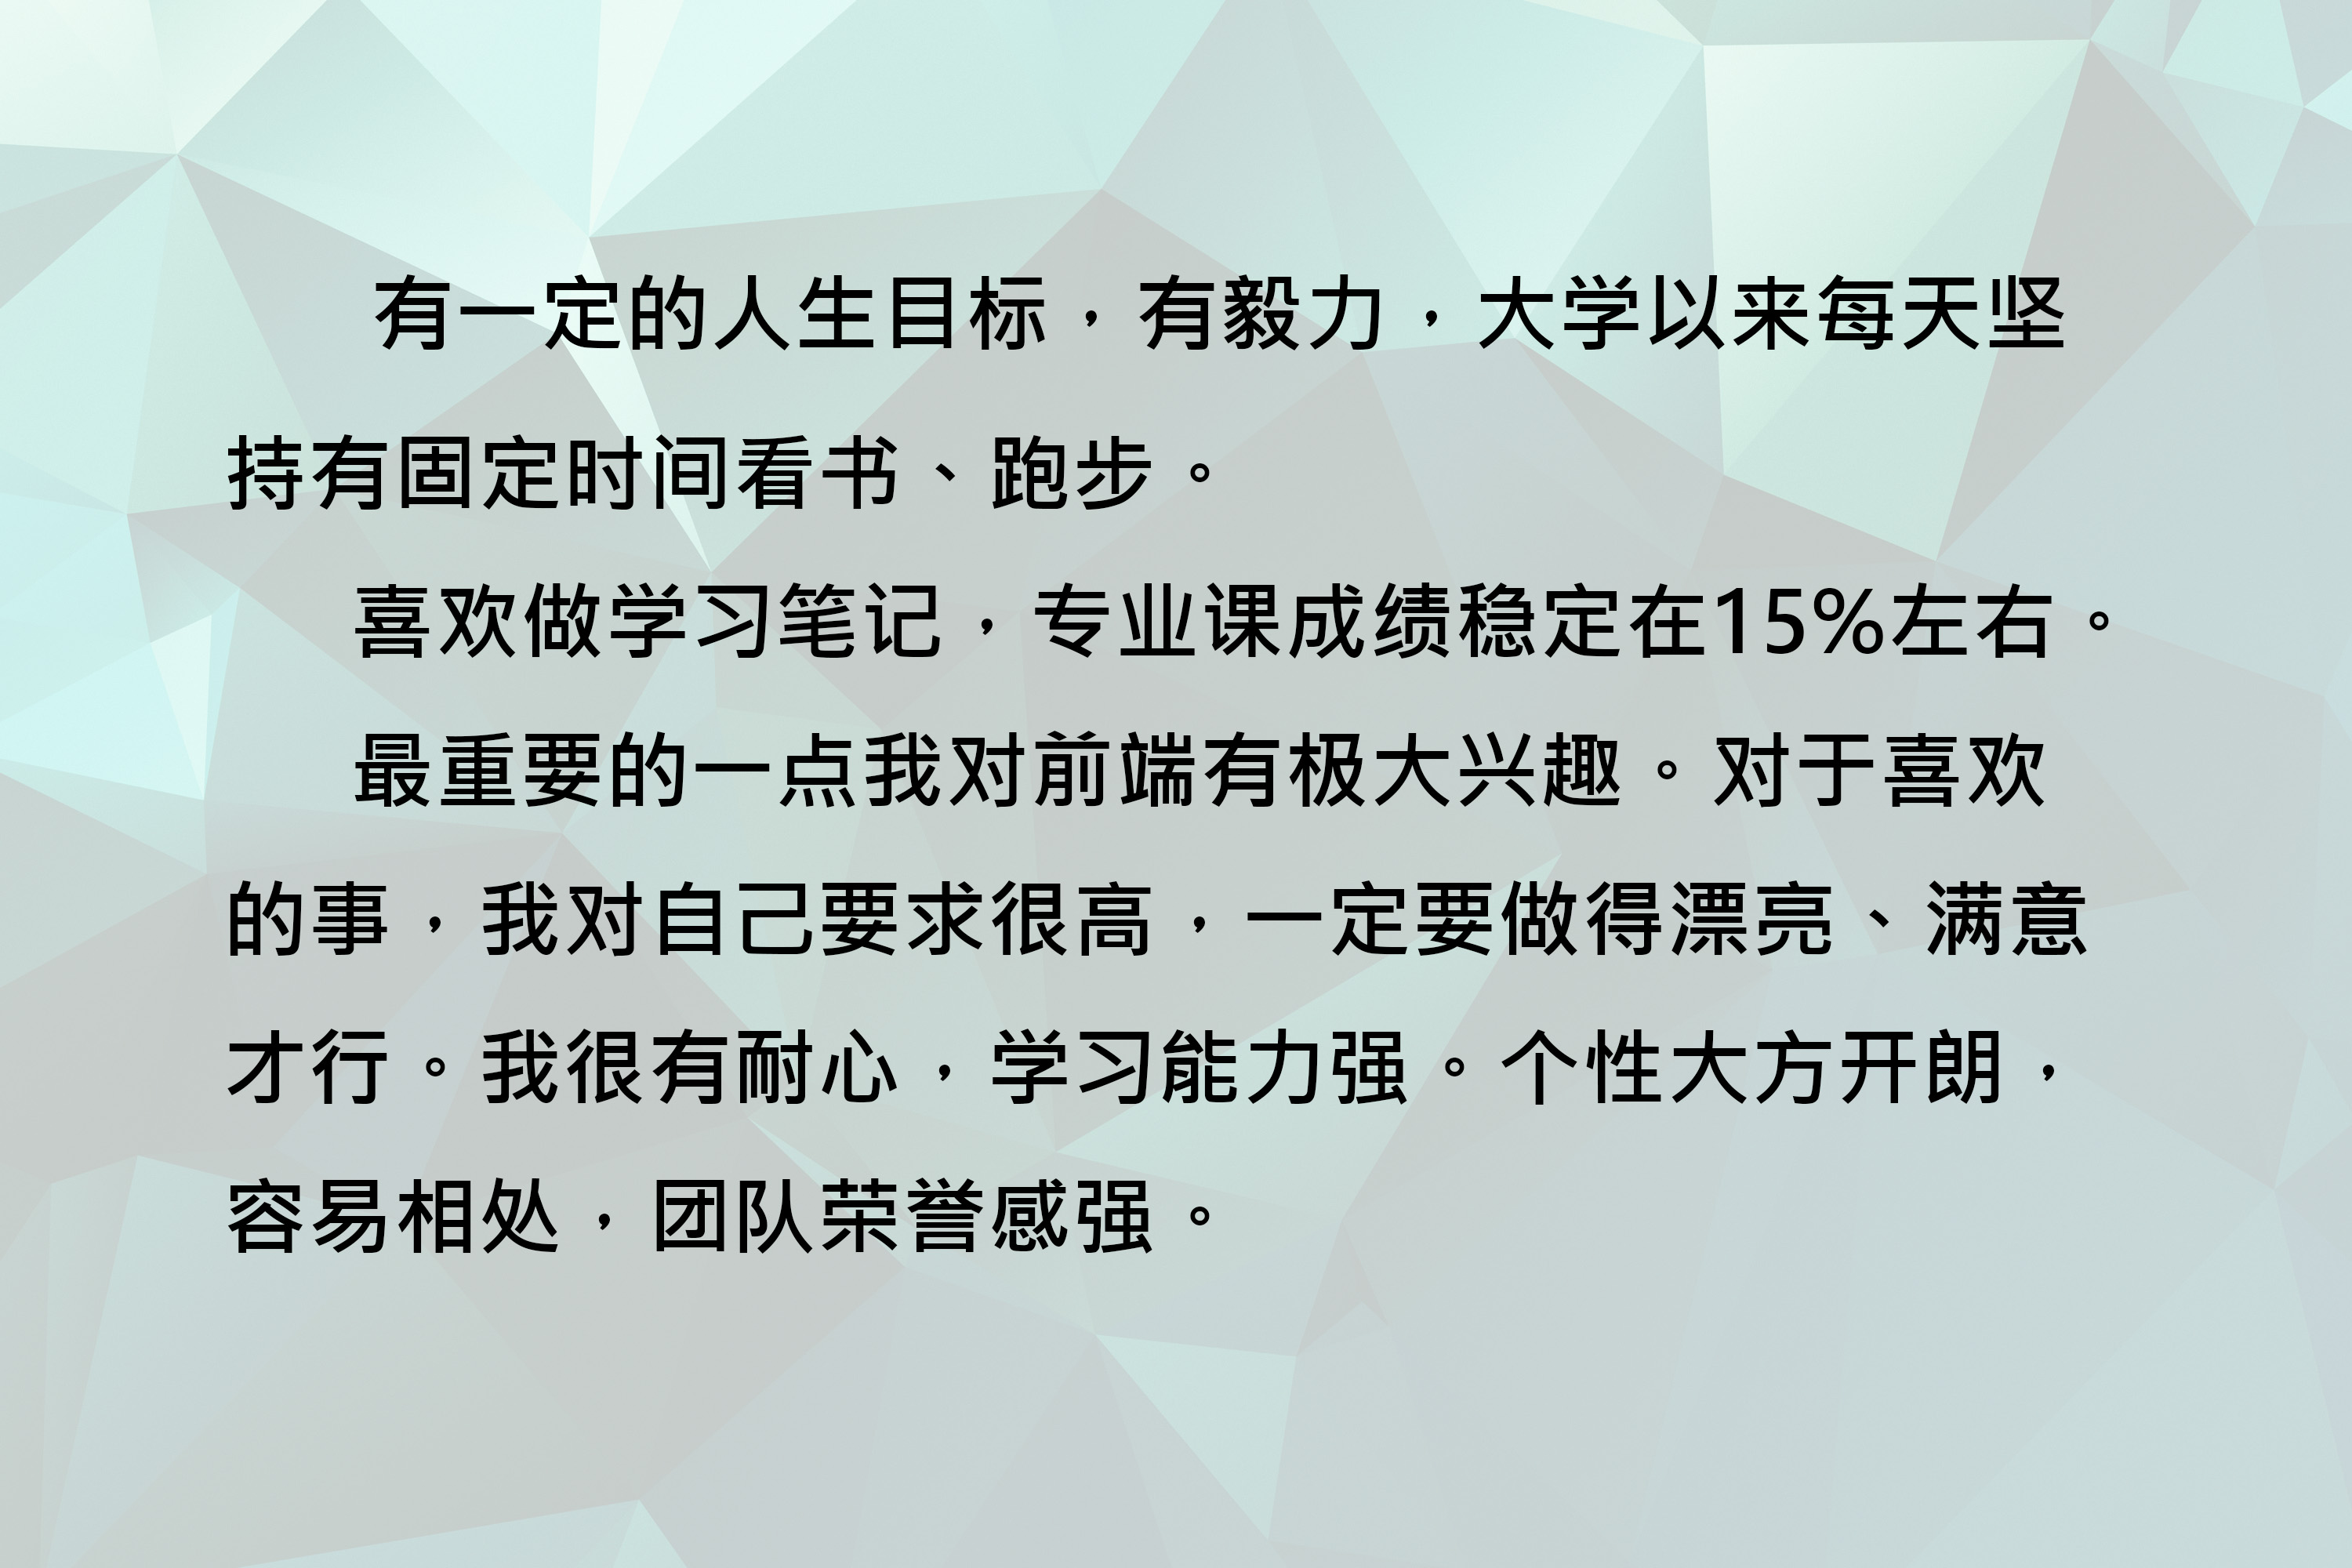 有一定的人生目标，有毅力，大学以来每天坚
持有固定时间看书、跑步。
喜欢做学习笔记，专业课成绩稳定在15%左右。
最重要的一点我对前端有极大兴趣。对于喜欢
的事，我对自己要求很高，一定要做得漂亮、满意
才行。我很有耐心，学习能力强。个性大方开朗，
容易相处，团队荣誉感强。